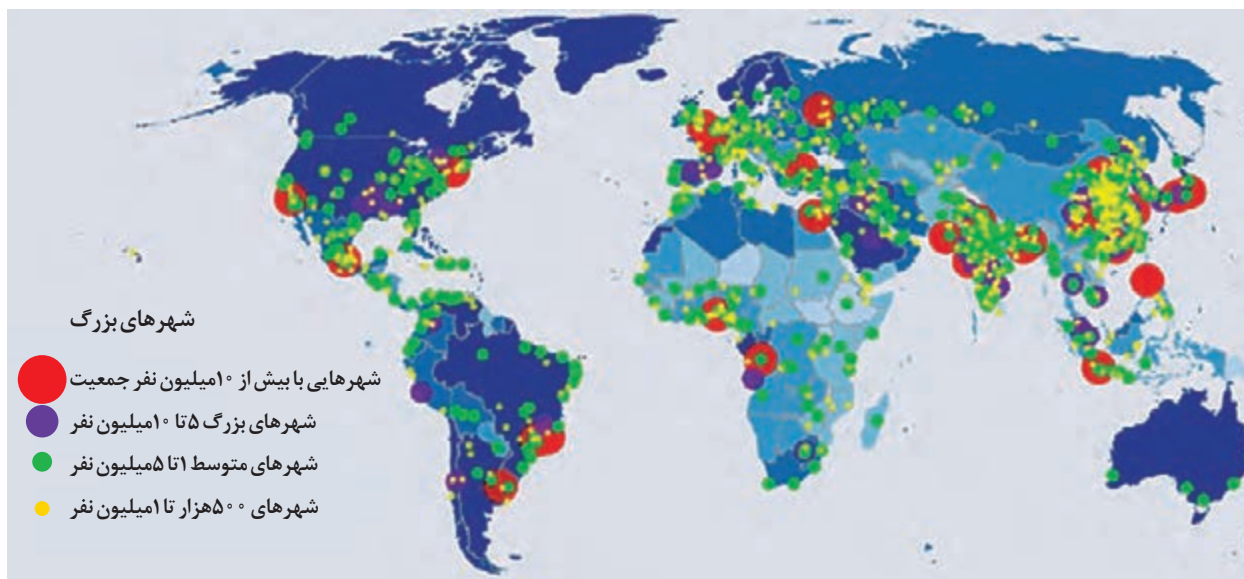 شهرهای بزرگ
شهرهایی با بیش از ۱۰میلیون نفر جمعیت
شهرهای بزرگ ۵تا ۱۰میلیون نفر
شهرهای متوسط ۱تا ۵میلیون نفر
شهرهای ۵۰۰هزار تا ۱میلیون نفر